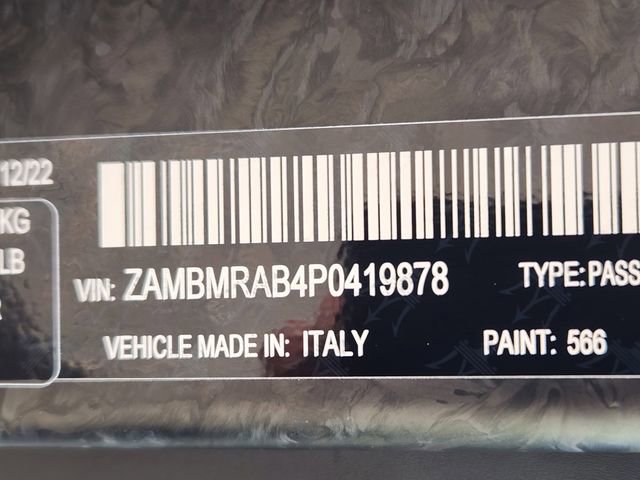 12/22
KG
LB
R
VIN: ZAMBMRAB4P0419878 TYPE: PASS
VEHICLE MADE IN: ITALY PAINT: 566